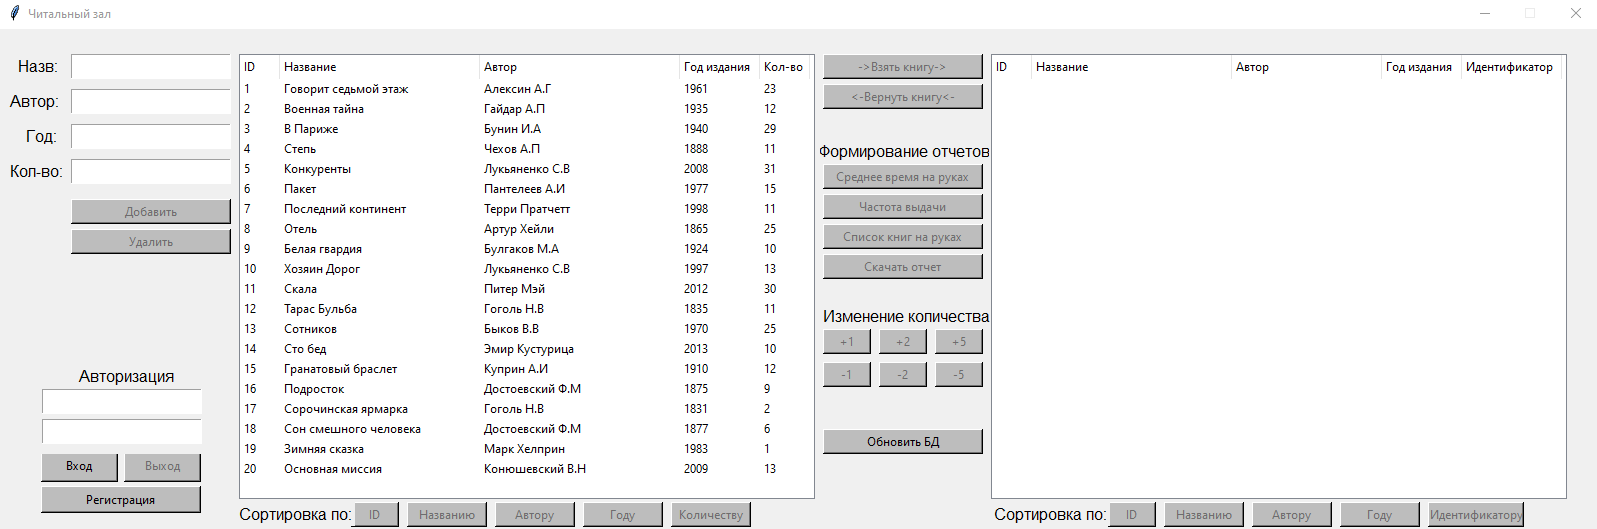 Читальный зал
Назв:
Автор:
Год:
Кол-во:
Добавить
Удалить
Авторизация
Вход Выход
Регистрация
ID Название Автор Год издания Кол-во
1 Говорит седьмой этаж Алексин А.Г 1961 23
2 Военная тайна Гайдар А.П 1935 12
3 В Париже Бунин И.А 1940 29
4 Степь Чехов А.П 1888 11
5 Конкуренты Лукьяненко С.В 2008 31
6 Пакет Пантелеев А.И 1977 15
7 Последний континент Терри Пратчетт 1998 11
8 Отель Артур Хейли 1865 25
9 Белая гвардия Булгаков М.А 1924 10
10 Хозяин Дорог Лукьяненко С.В 1997 13
11 Скала Питер Мэй 2012 30
12 Тарас Бульба Гоголь Н.В 1835 11
13 Сотников Быков В.В 1970 25
14 Сто бед Эмир Кустурица 2013 10
15 Гранатовый браслет Куприн А.И 1910 12
16 Подросток Достоевский Ф.М 1875 9
17 Сорочинская ярмарка Гоголь Н.В 1831 2
18 Сон смешного человека Достоевский Ф.М 1877 6
19 Зимняя сказка Марк Хелприн 1983 1
20 Основная миссия Конюшевский В.Н 2009 13
Сортировка по: ID Названию Автору Году Количеству
->Взять книгу->
<-Вернуть книгу<-
Формирование отчетов
Среднее время на руках
Частота выдачи
Список книг на руках
Скачать отчет
Изменение количества
+1 +2 +5
-1 -2 -5
Обновить БД
ID Название Автор Год издания Идентификатор
Сортировка по: ID Названию Автору Году Идентификатору